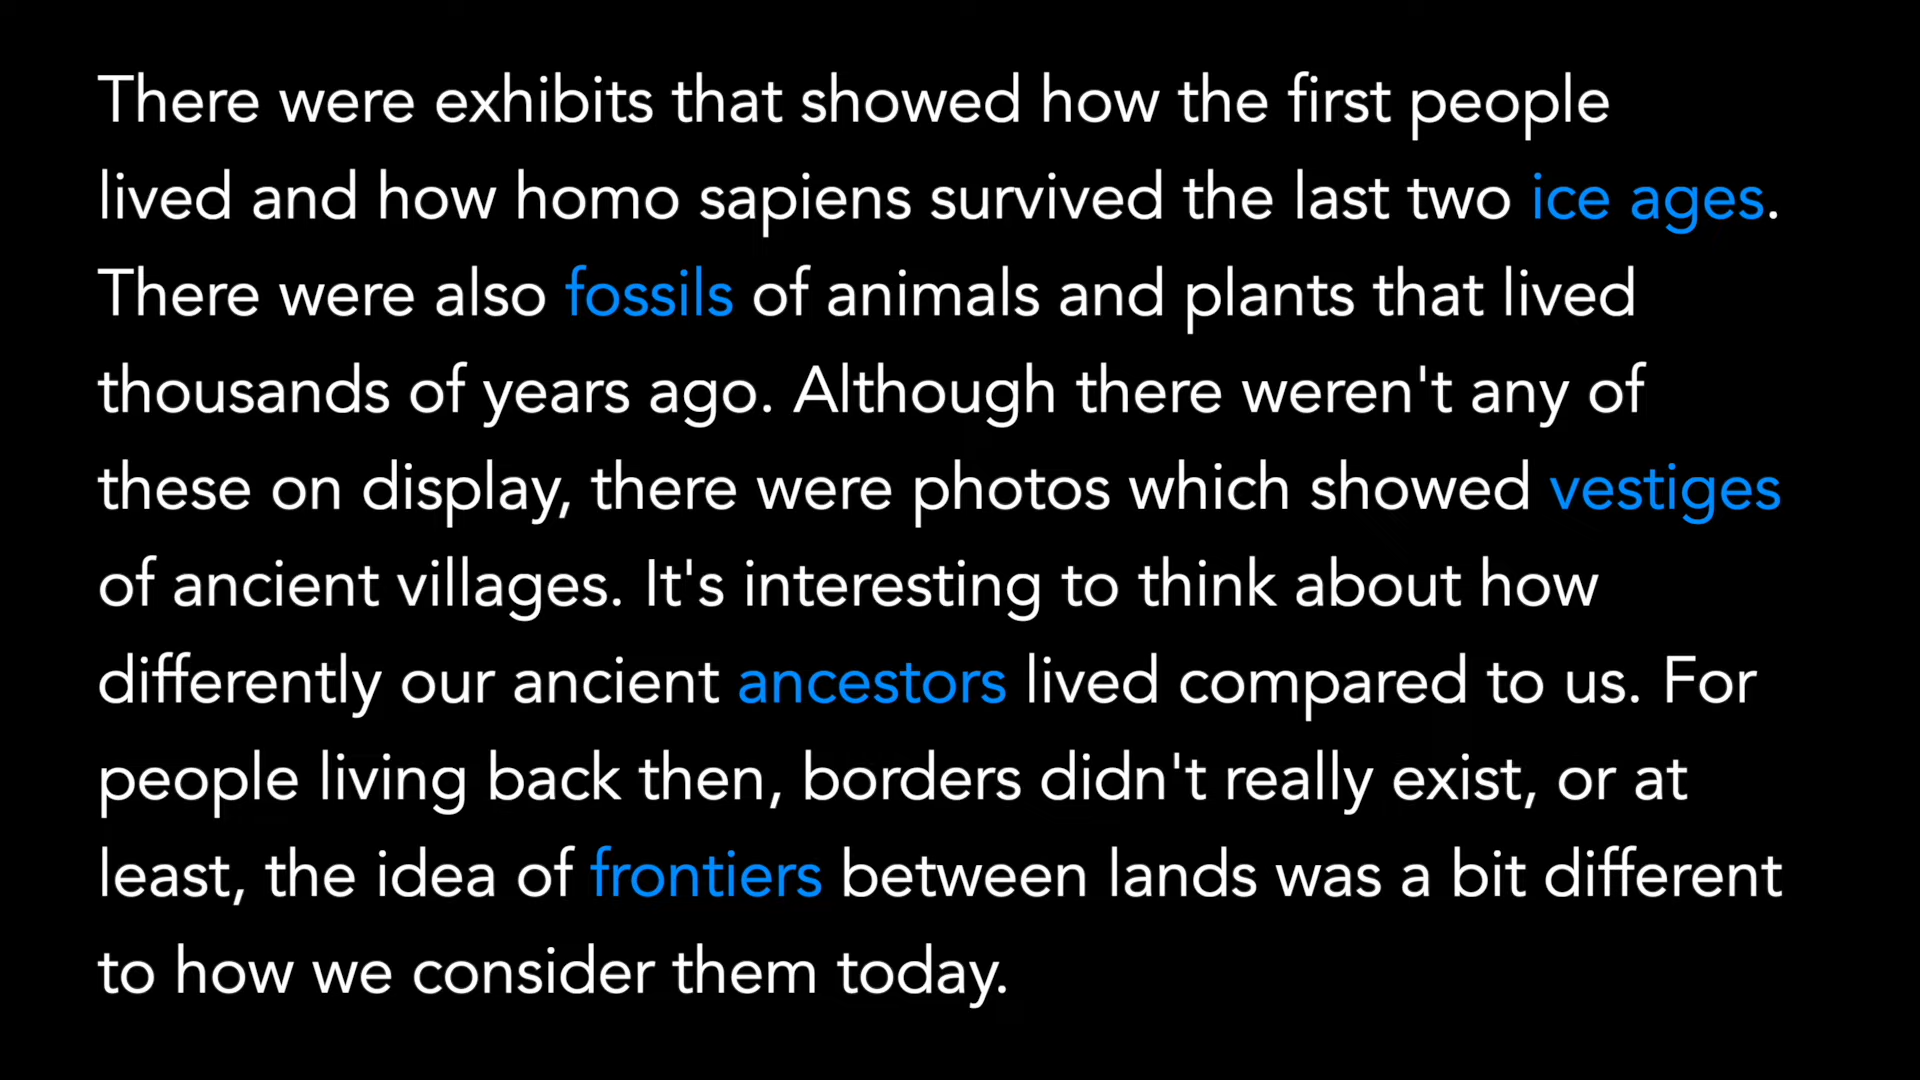 There were exhibits that showed how the first people
lived and how homo sapiens survived the last two ice ages.
There were also fossils of animals and plants that lived
thousands of years ago. Although there weren't any of
these on display, there were photos which showed vestiges
of ancient villages. It's interesting to think about how
differently our ancient ancestors lived compared to us. For
people living back then, borders didn't really exist, or at
least, the idea of frontiers between lands was a bit different
to how we consider them today.